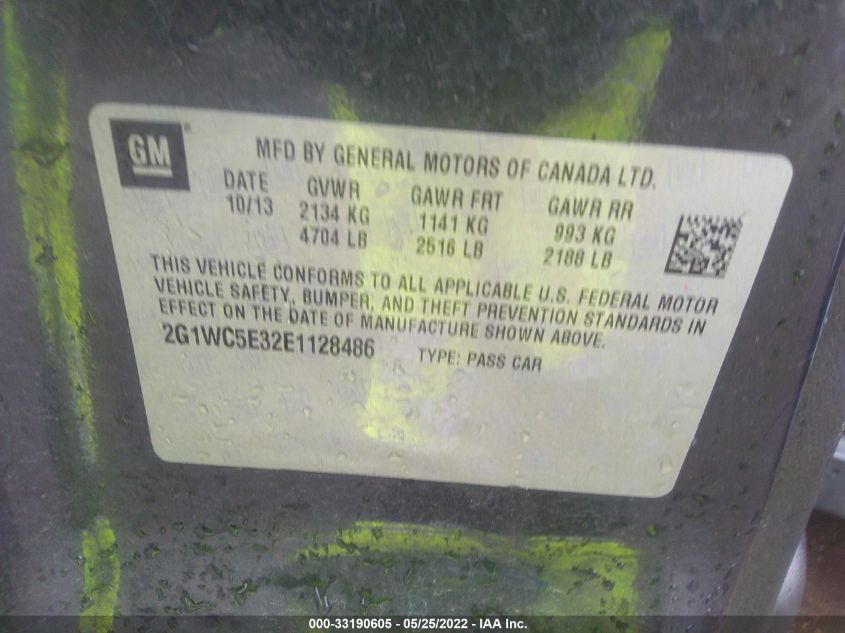 GM®
MFD BY GENERAL MOTORS OF CANADA LTD.
DATE GVWR GAWR FRT GAWR RR
10/13 2134 KG 1141 KG 993 KG
4704 LB 2516 LB 2188 LB
THIS VEHICLE CONFORMS TO ALL APPLICABLE U.S. FEDERAL MOTOR
VEHICLE SAFETY, BUMPER, AND THEFT PREVENTION STANDARDS IN
EFFECT ON THE DATE OF MANUFACTURE SHOWN ABOVE.
2G1WC5E32E1128486 TYPE: PASS CAR
000-33190605 - 05/25/2022 - IAA Inc.